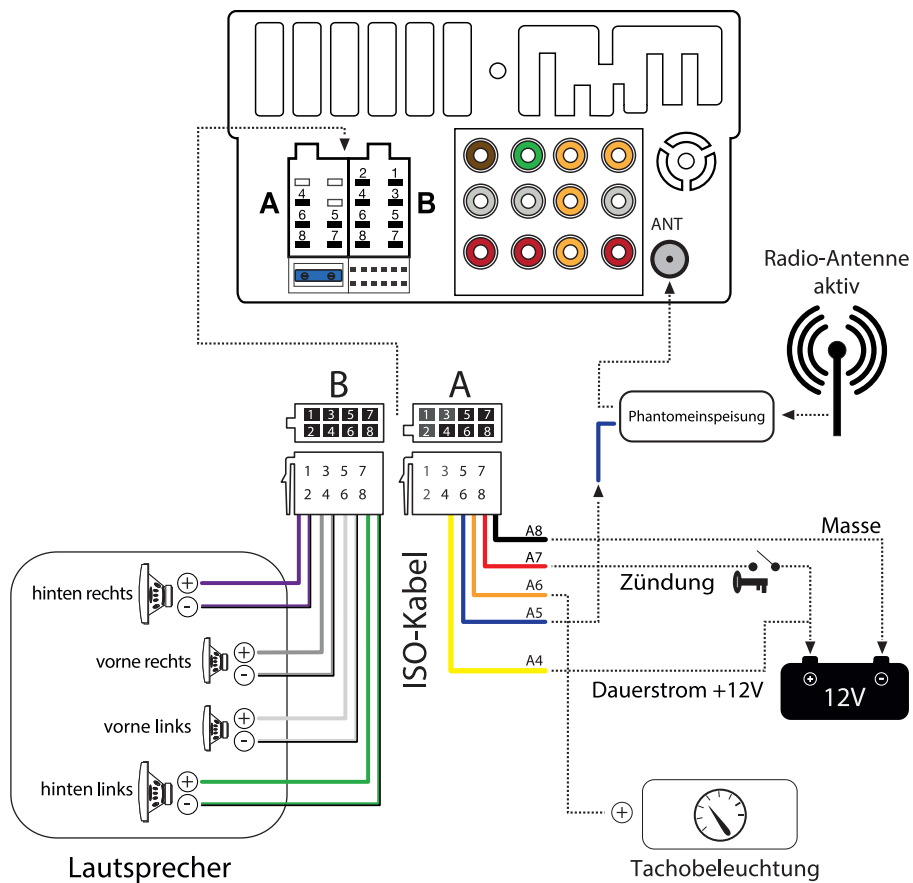 A
B
2 1
4 4 3
6 5 6 5
8 7 8 7
ANT
Radio-Antenne
aktiv
B
A
1 3 5 7
2 4 6 8
1 3 5 7
2 4 6 8
Phantomeinspeisung
1 3 5 7
2 4 6 8
1 3 5 7
2 4 6 8
ISO-Kabel
A8
Masse
A7
Zündung
A6
A5
A4
Dauerstrom +12V
+ -
12V
hinten rechts
+
-
vorne rechts
+
-
vorne links
+
-
hinten links
+
-
Lautsprecher
+
Tachobeleuchtung